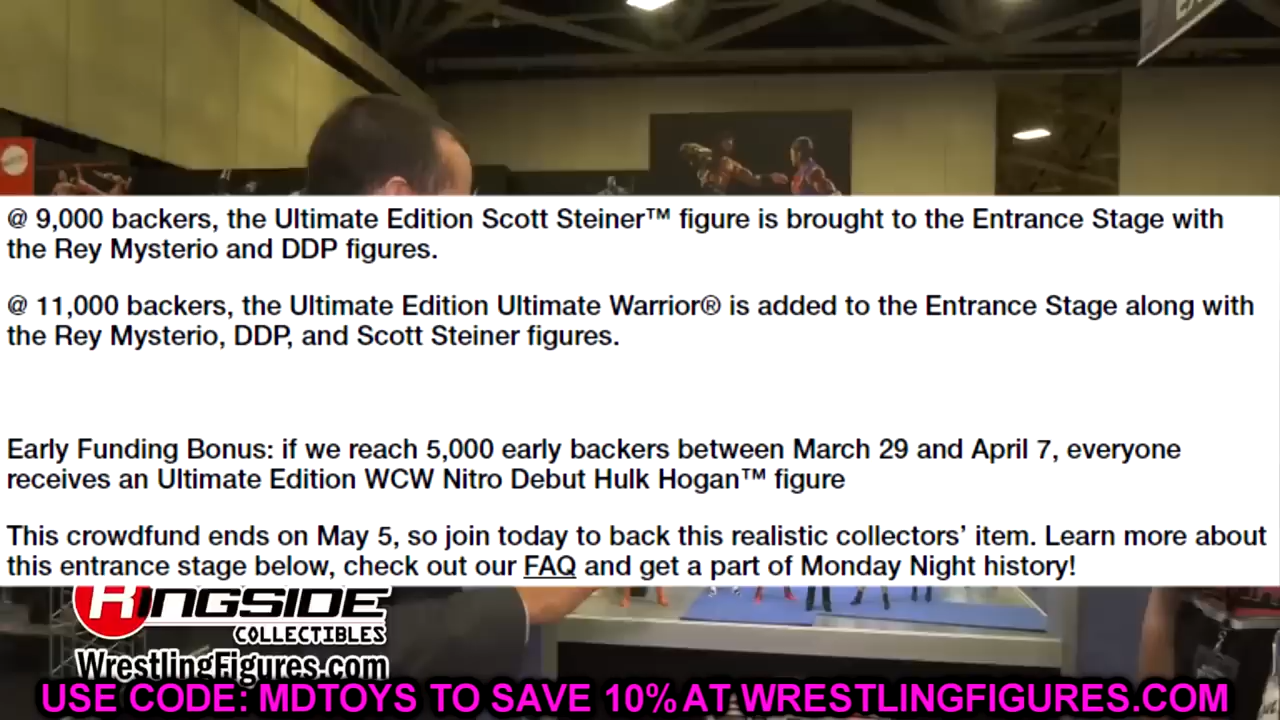 @ 9,000 backers, the Ultimate Edition Scott Steiner™ figure is brought to the Entrance Stage with
the Rey Mysterio and DDP figures.
@ 11,000 backers, the Ultimate Edition Ultimate Warrior® is added to the Entrance Stage along with
the Rey Mysterio, DDP, and Scott Steiner figures.
Early Funding Bonus: if we reach 5,000 early backers between March 29 and April 7, everyone
receives an Ultimate Edition WCW Nitro Debut Hulk Hogan™ figure
This crowdfund ends on May 5, so join today to back this realistic collectors’ item. Learn more about
this entrance stage below, check out our FAQ and get a part of Monday Night history!
RINGSIDE
COLLECTIBLES
WrestlingFigures.com
USE CODE: MDTOYS TO SAVE 10% AT WRESTLINGFIGURES.COM